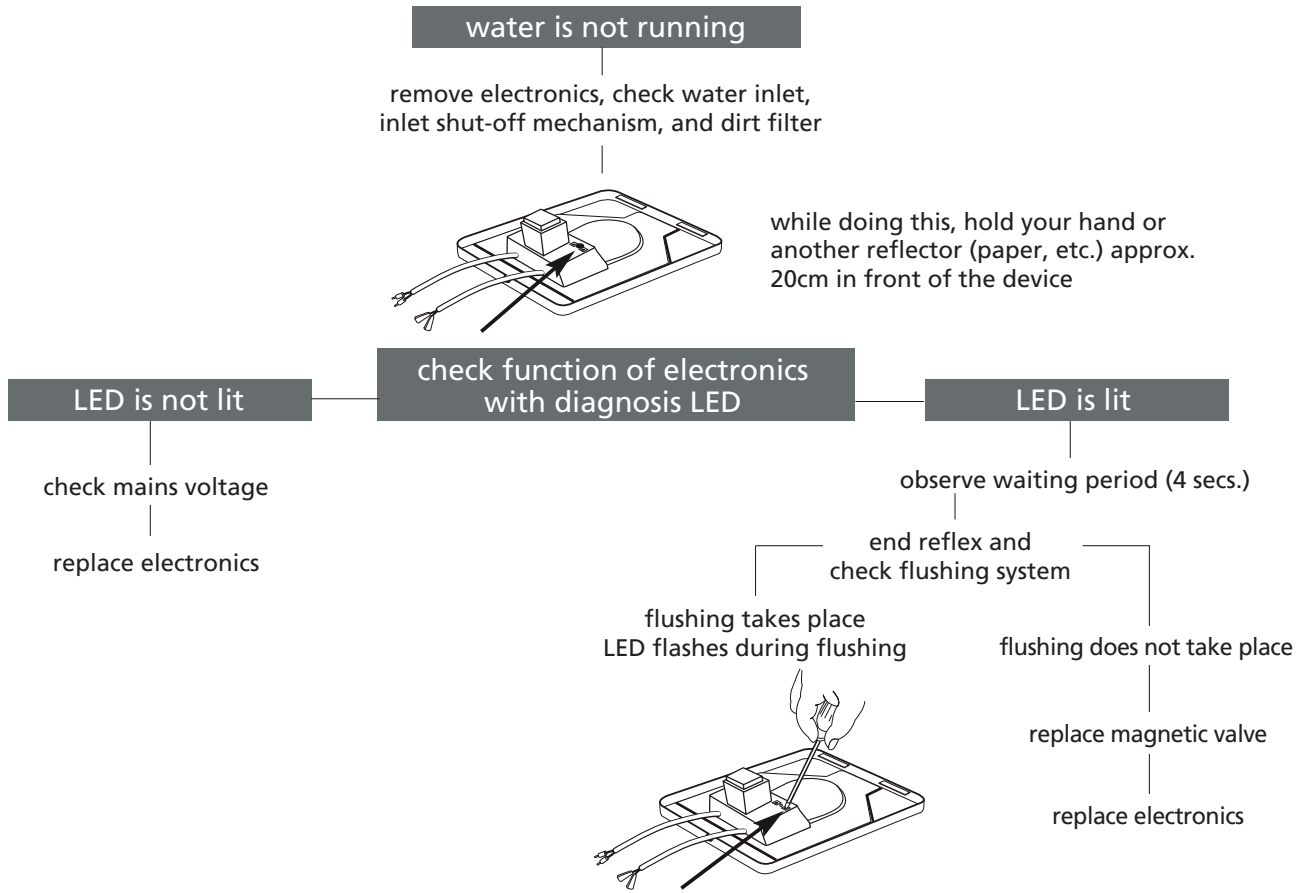 water is not running
remove electronics, check water inlet,
inlet shut-off mechanism, and dirt filter
while doing this, hold your hand or
another reflector (paper, etc.) approx.
20cm in front of the device
check function of electronics
with diagnosis LED
LED is not lit
check mains voltage
replace electronics
LED is lit
observe waiting period (4 secs.)
end reflex and
check flushing system
flushing takes place
LED flashes during flushing
flushing does not take place
replace magnetic valve
replace electronics